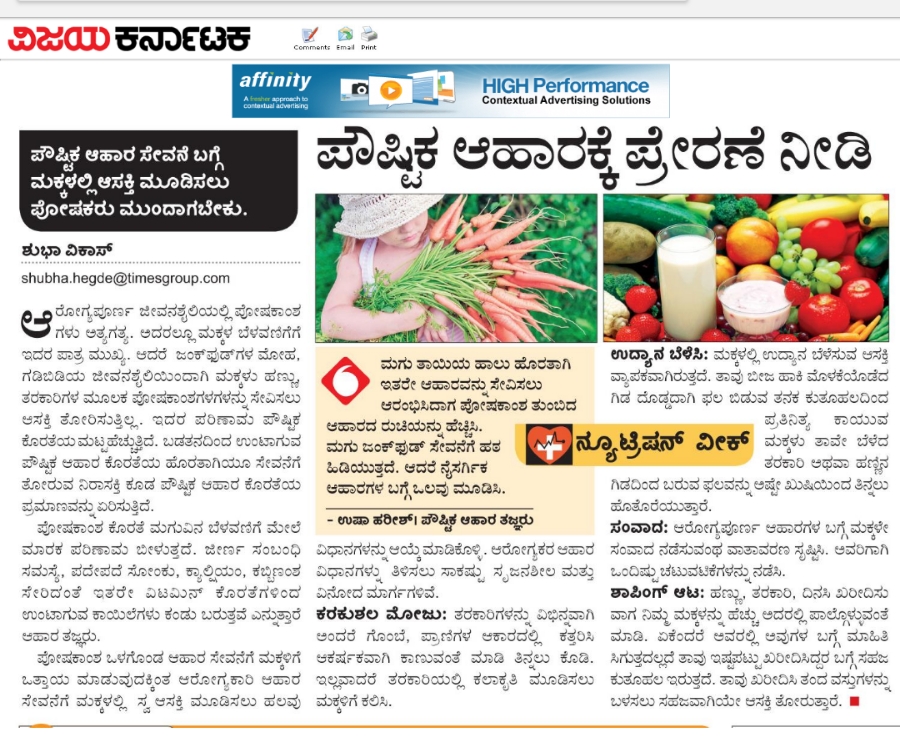 ವಿಜಯ ಕರ್ನಾಟಕ
Comments Email Print
affinity
A fresher approach to
contextual advertising
HIGH Performance
Contextual Advertising Solutions
ಪೌಷ್ಟಿಕ ಆಹಾರ ಸೇವನೆ ಬಗ್ಗೆ
ಮಕ್ಕಳಲ್ಲಿ ಆಸಕ್ತಿ ಮೂಡಿಸಲು
ಪೋಷಕರು ಮುಂದಾಗಬೇಕು.
ಪೌಷ್ಟಿಕ ಆಹಾರಕ್ಕೆ ಪ್ರೇರಣೆ ನೀಡಿ
ಶುಭಾ ವಿಕಾಸ್
shubha.hegde@timesgroup.com
ಆರೋಗ್ಯಪೂರ್ಣ ಜೀವನಶೈಲಿಯಲ್ಲಿ ಪೋಷಕಾಂಶ
ಗಳು ಅತ್ಯಗತ್ಯ. ಅದರಲ್ಲೂ ಮಕ್ಕಳ ಬೆಳವಣಿಗೆಗೆ
ಇದರ ಪಾತ್ರ ಮುಖ್ಯ. ಆದರೆ ಜಂಕ್‌ಫುಡ್‌ಗಳ ಮೋಹ,
ಗಡಿಬಿಡಿಯ ಜೀವನಶೈಲಿಯಿಂದಾಗಿ ಮಕ್ಕಳು ಹಣ್ಣು,
ತರಕಾರಿಗಳ ಮೂಲಕ ಪೋಷಕಾಂಶಗಳಗಳನ್ನು ಸೇವಿಸಲು
ಆಸಕ್ತಿ ತೋರಿಸುತ್ತಿಲ್ಲ. ಇದರ ಪರಿಣಾಮ ಪೌಷ್ಟಿಕ
ಕೊರತೆಯ ಮಟ್ಟ ಹೆಚ್ಚುತ್ತಿದೆ. ಬಡತನದಿಂದ ಉಂಟಾಗುವ
ಪೌಷ್ಟಿಕ ಆಹಾರ ಕೊರತೆಯ ಹೊರತಾಗಿಯೂ ಸೇವನೆಗೆ
ತೋರುವ ನಿರಾಸಕ್ತಿ ಕೂಡ ಪೌಷ್ಟಿಕ ಆಹಾರ ಕೊರತೆಯ
ಪ್ರಮಾಣವನ್ನು ಏರಿಸುತ್ತಿದೆ.
ಪೋಷಕಾಂಶ ಕೊರತೆ ಮಗುವಿನ ಬೆಳವಣಿಗೆ ಮೇಲೆ
ಮಾರಕ ಪರಿಣಾಮ ಬೀಳುತ್ತದೆ. ಜೀರ್ಣ ಸಂಬಂಧಿ
ಸಮಸ್ಯೆ, ಪದೇಪದೆ ಸೋಂಕು, ಕ್ಯಾಲ್ಷಿಯಂ, ಕಬ್ಬಿಣಂಶ
ಸೇರಿದಂತೆ ಇತರೇ ವಿಟಮಿನ್ ಕೊರತೆಗಳಿಂದ
ಉಂಟಾಗುವ ಕಾಯಿಲೆಗಳು ಕಂಡು ಬರುತ್ತವೆ ಎನ್ನುತ್ತಾರೆ
ಆಹಾರ ತಜ್ಞರು.
ಪೋಷಕಾಂಶ ಒಳಗೊಂಡ ಆಹಾರ ಸೇವನೆಗೆ ಮಕ್ಕಳಿಗೆ
ಒತ್ತಾಯ ಮಾಡುವುದಕ್ಕಿಂತ ಆರೋಗ್ಯಕಾರಿ ಆಹಾರ
ಸೇವನೆಗೆ ಮಕ್ಕಳಲ್ಲಿ ಸ್ವ ಆಸಕ್ತಿ ಮೂಡಿಸಲು ಹಲವು
ಮಗು ತಾಯಿಯ ಹಾಲು ಹೊರತಾಗಿ
ಇತರೇ ಆಹಾರವನ್ನು ಸೇವಿಸಲು
ಆರಂಭಿಸಿದಾಗ ಪೋಷಕಾಂಶ ತುಂಬಿದ
ಆಹಾರದ ರುಚಿಯನ್ನು ಹೆಚ್ಚಿಸಿ.
ಮಗು ಜಂಕ್‌ಫುಡ್ ಸೇವನೆಗೆ ಹಠ
ಹಿಡಿಯುತ್ತದೆ. ಆದರೆ ನೈಸರ್ಗಿಕ
ಆಹಾರಗಳ ಬಗ್ಗೆ ಒಲವು ಮೂಡಿಸಿ.
– ಉಷಾ ಹರೀಶ್। ಪೌಷ್ಟಿಕ ಆಹಾರ ತಜ್ಞರು
ನ್ಯೂಟ್ರಿಷನ್ ವೀಕ್
ವಿಧಾನಗಳನ್ನು ಆಯ್ಕೆ ಮಾಡಿಕೊಳ್ಳಿ. ಆರೋಗ್ಯಕರ ಆಹಾರ
ವಿಧಾನಗಳನ್ನು ತಿಳಿಸಲು ಸಾಕಷ್ಟು ಸೃಜನಶೀಲ ಮತ್ತು
ವಿನೋದ ಮಾರ್ಗಗಳಿವೆ.
ಕರಕುಶಲ ಮೋಜು: ತರಕಾರಿಗಳನ್ನು ವಿಭಿನ್ನವಾಗಿ
ಅಂದರೆ ಗೊಂಬೆ, ಪ್ರಾಣಿಗಳ ಆಕಾರದಲ್ಲಿ ಕತ್ತರಿಸಿ
ಆಕರ್ಷಕವಾಗಿ ಕಾಣುವಂತೆ ಮಾಡಿ ತಿನ್ನಲು ಕೊಡಿ.
ಇಲ್ಲವಾದರೆ ತರಕಾರಿಯಲ್ಲಿ ಕಲಾಕೃತಿ ಮೂಡಿಸಲು
ಮಕ್ಕಳಿಗೆ ಕಲಿಸಿ.
ಉದ್ಯಾನ ಬೆಳೆಸಿ: ಮಕ್ಕಳಲ್ಲಿ ಉದ್ಯಾನ ಬೆಳೆಸುವ ಆಸಕ್ತಿ
ವ್ಯಾಪಕವಾಗಿರುತ್ತದೆ. ತಾವು ಬೀಜ ಹಾಕಿ ಮೊಳಕೆಯೊಡೆದ
ಗಿಡ ದೊಡ್ಡದಾಗಿ ಫಲ ಬಿಡುವ ತನಕ ಕುತೂಹಲದಿಂದ
ಪ್ರತಿನಿತ್ಯ ಕಾಯುವ
ಮಕ್ಕಳು ತಾವೇ ಬೆಳೆದ
ತರಕಾರಿ ಅಥವಾ ಹಣ್ಣಿನ
ಗಿಡದಿಂದ ಬರುವ ಫಲವನ್ನು ಅಷ್ಟೇ ಖುಷಿಯಿಂದ ತಿನ್ನಲು
ಹೊತೊರೆಯುತ್ತಾರೆ.
ಸಂವಾದ: ಆರೋಗ್ಯಪೂರ್ಣ ಆಹಾರಗಳ ಬಗ್ಗೆ ಮಕ್ಕಳೇ
ಸಂವಾದ ನಡೆಸುವಂಥ ವಾತಾವರಣ ಸೃಷ್ಟಿಸಿ. ಅವರಿಗಾಗಿ
ಒಂದಿಷ್ಟು ಚಟುವಟಿಕೆಗಳನ್ನು ನಡೆಸಿ.
ಶಾಪಿಂಗ್ ಆಟ: ಹಣ್ಣು, ತರಕಾರಿ, ದಿನಸಿ ಖರೀದಿಸು
ವಾಗ ನಿಮ್ಮ ಮಕ್ಕಳನ್ನು ಹೆಚ್ಚು ಅದರಲ್ಲಿ ಪಾಲ್ಗೊಳ್ಳುವಂತೆ
ಮಾಡಿ. ಏಕೆಂದರೆ ಅವರಲ್ಲಿ ಅವುಗಳ ಬಗ್ಗೆ ಮಾಹಿತಿ
ಸಿಗುತ್ತದಲ್ಲದೆ ತಾವು ಇಷ್ಟಪಟ್ಟು ಖರೀದಿಸಿದ್ದರ ಬಗ್ಗೆ ಸಹಜ
ಕುತೂಹಲ ಇರುತ್ತದೆ. ತಾವು ಖರೀದಿಸಿ ತಂದ ವಸ್ತುಗಳನ್ನು
ಬಳಸಲು ಸಹಜವಾಗಿಯೇ ಆಸಕ್ತಿ ತೋರುತ್ತಾರೆ.